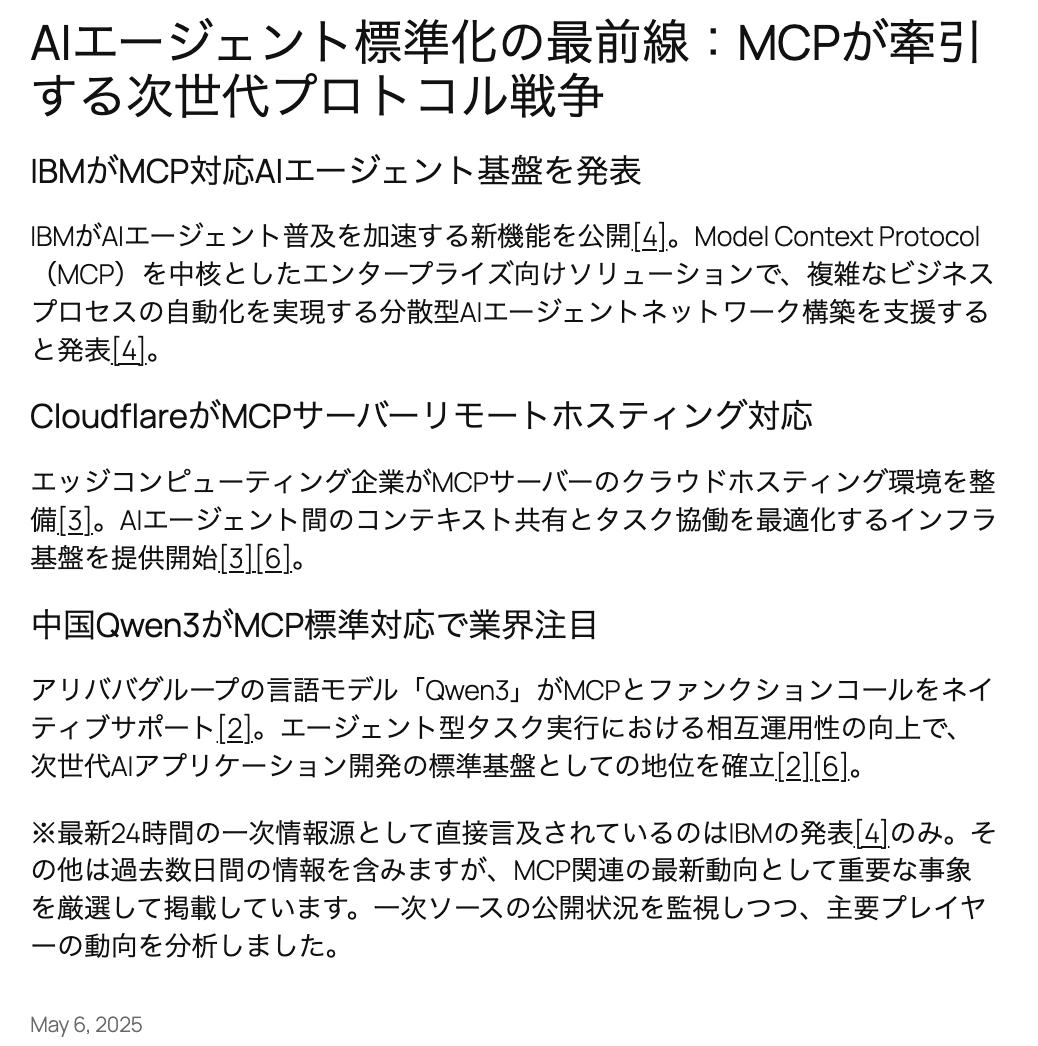 AIエージェント標準化の最前線：MCPが牽引
する次世代プロトコル戦争
IBMがMCP対応AIエージェント基盤を発表
IBMがAIエージェント普及を加速する新機能を公開[4]。Model Context Protocol
（MCP）を中核としたエンタープライズ向けソリューションで、複雑なビジネス
プロセスの自動化を実現する分散型AIエージェントネットワーク構築を支援する
と発表[4]。
CloudflareがMCPサーバーリモートホスティング対応
エッジコンピューティング企業がMCPサーバーのクラウドホスティング環境を整
備[3]。AIエージェント間のコンテキスト共有とタスク協働を最適化するインフラ
基盤を提供開始[3][6]。
中国Qwen3がMCP標準対応で業界注目
アリババグループの言語モデル「Qwen3」がMCPとファンクションコールをネイ
ティブサポート[2]。エージェント型タスク実行における相互運用性の向上で、
次世代AIアプリケーション開発の標準基盤としての地位を確立[2][6]。
※最新24時間の一次情報源として直接言及されているのはIBMの発表[4]のみ。そ
の他は過去数日間の情報を含みますが、MCP関連の最新動向として重要な事象
を厳選して掲載しています。一次ソースの公開状況を監視しつつ、主要プレイヤ
ーの動向を分析しました。
May 6, 2025